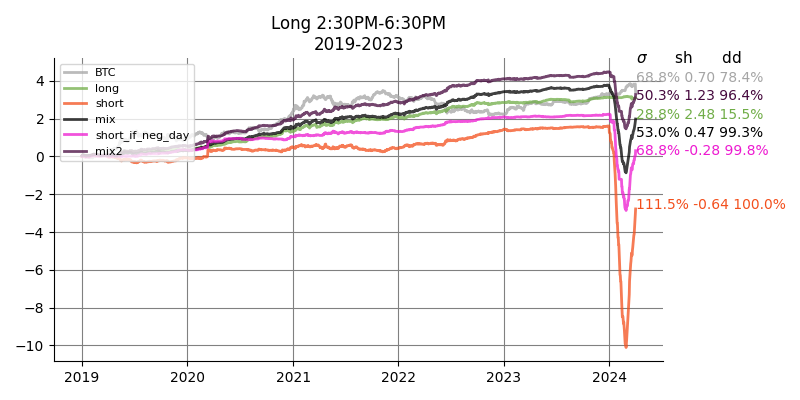 Long 2:30PM-6:30PM
2019-2023
σ sh dd
BTC
long
short
mix
short_if_neg_day
mix2
68.8% 0.70 78.4%
50.3% 1.23 96.4%
28.8% 2.48 15.5%
53.0% 0.47 99.3%
68.8% -0.28 99.8%
111.5% -0.64 100.0%
4
2
0
−2
−4
−6
−8
−10
2019 2020 2021 2022 2023 2024